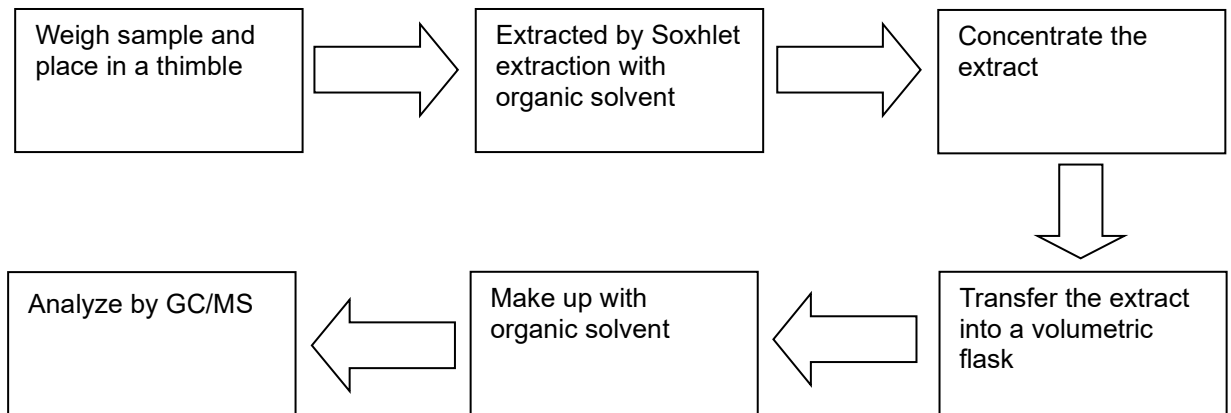 Weigh sample and
place in a thimble
Extracted by Soxhlet
extraction with
organic solvent
Concentrate the
extract
Transfer the extract
into a volumetric
flask
Make up with
organic solvent
Analyze by GC/MS